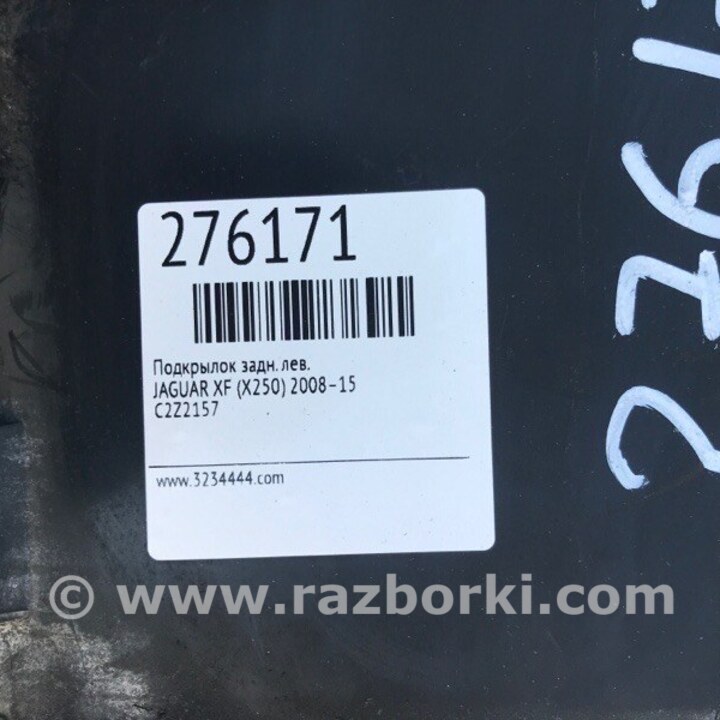 276171
Подкрылок задн. лев.
JAGUAR XF (X250) 2008-15
C2Z2157
www.3234444.com
© www.razborki.com